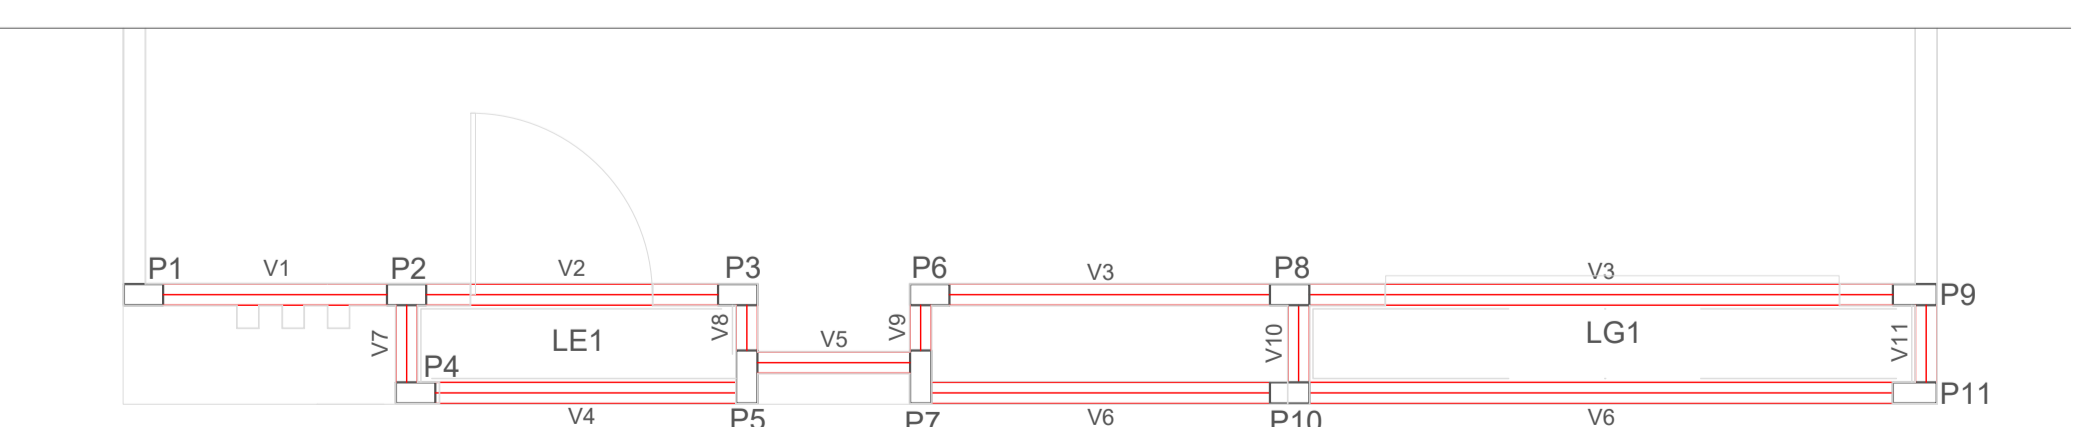 P1 V1 P2 V2 P3 P6 V3 P8 V3 P9
V7 LE1 V8 V5 V9 V10 LG1 V11
P4 P11
V4 P5 P7 V6 P10 V6